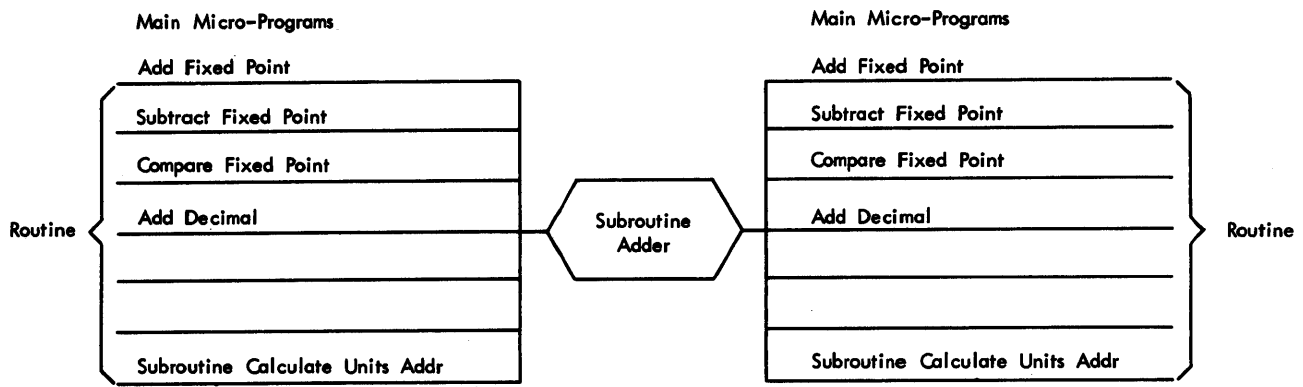 Main Micro-Programs
Add Fixed Point
Subtract Fixed Point
Compare Fixed Point
Add Decimal
Subroutine Calculate Units Addr
Routine
Subroutine
Adder
Main Micro-Programs
Add Fixed Point
Subtract Fixed Point
Compare Fixed Point
Add Decimal
Subroutine Calculate Units Addr
Routine